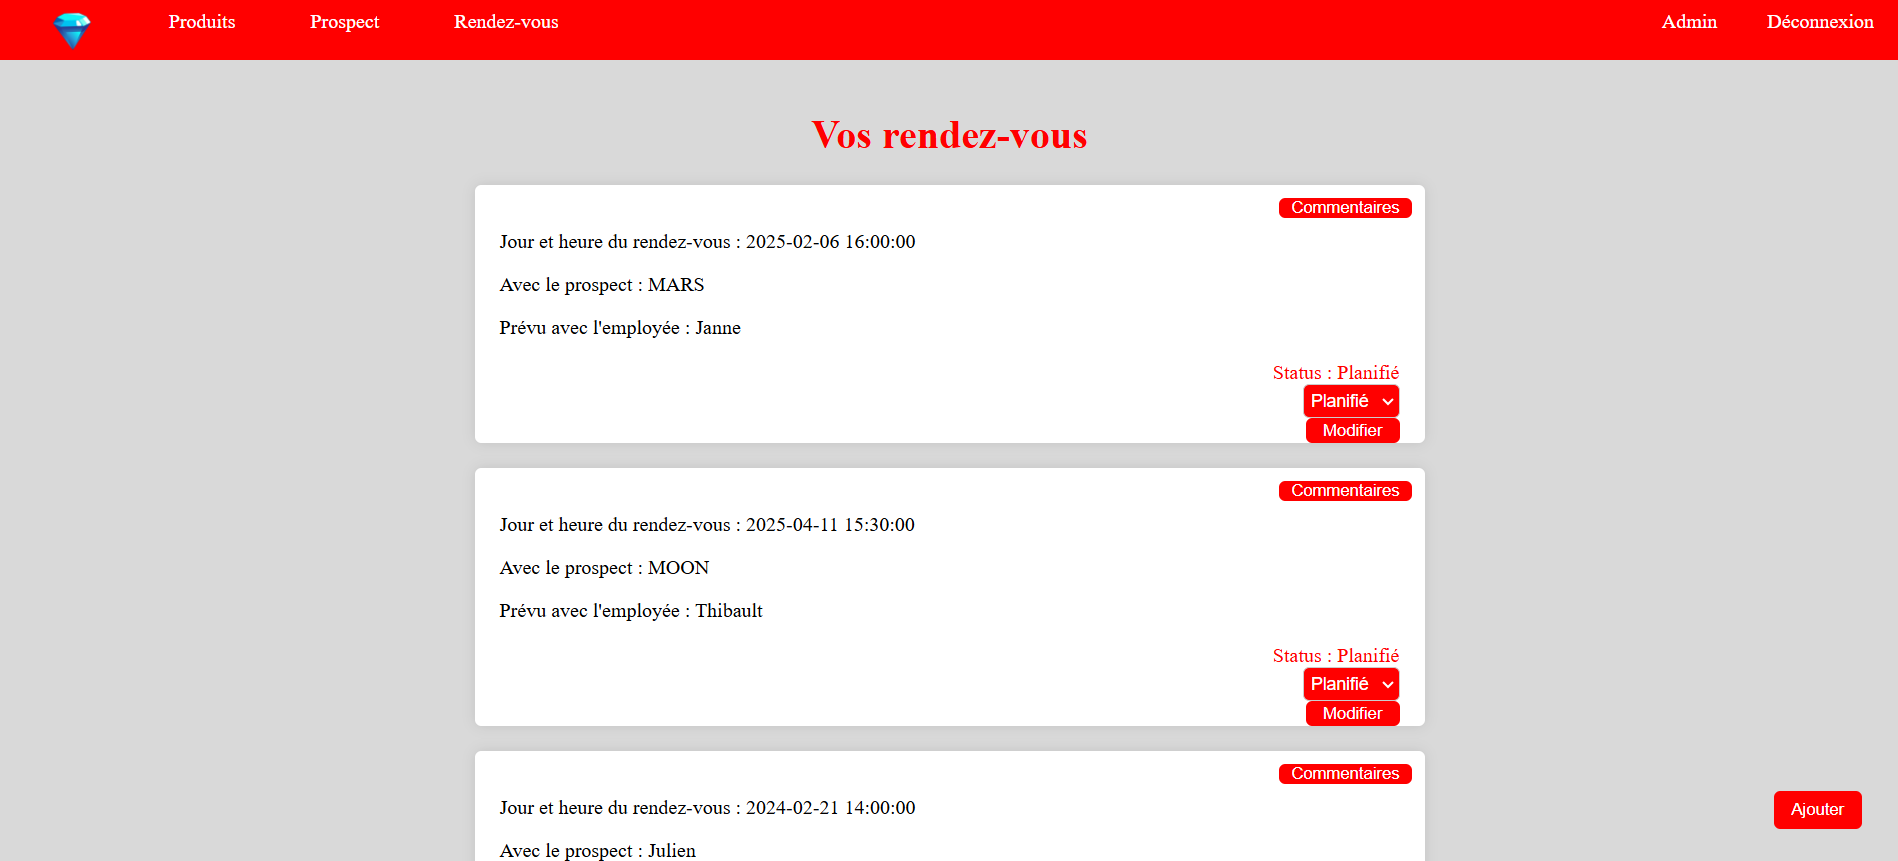 Produits Prospect Rendez-vous Admin Déconnexion
Vos rendez-vous
Commentaires
Jour et heure du rendez-vous : 2025-02-06 16:00:00
Avec le prospect : MARS
Prévu avec l'employée : Janne
Status : Planifié
Planifié
Modifier
Commentaires
Jour et heure du rendez-vous : 2025-04-11 15:30:00
Avec le prospect : MOON
Prévu avec l'employée : Thibault
Status : Planifié
Planifié
Modifier
Commentaires
Jour et heure du rendez-vous : 2024-02-21 14:00:00
Ajouter
Avec le prospect : Julien